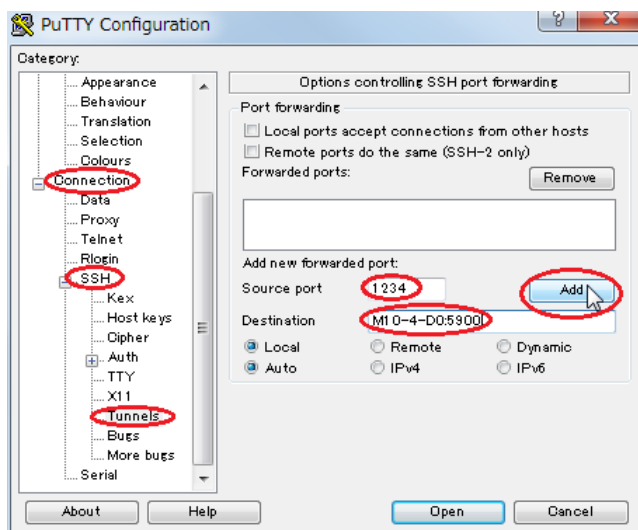 PuTTY Configuration
Category:
Appearance
Behaviour
Translation
Selection
Colours
Connection
Data
Proxy
Telnet
Rlogin
SSH
Kex
Host keys
Cipher
Auth
TTY
X11
Tunnels
Bugs
More bugs
Serial
Options controlling SSH port forwarding
Port forwarding
Local ports accept connections from other hosts
Remote ports do the same (SSH-2 only)
Forwarded ports:
Remove
Add new forwarded port:
Source port 1234 Add
Destination M10-4-D0:5900
Local Remote Dynamic
Auto IPv4 IPv6
About Help Open Cancel